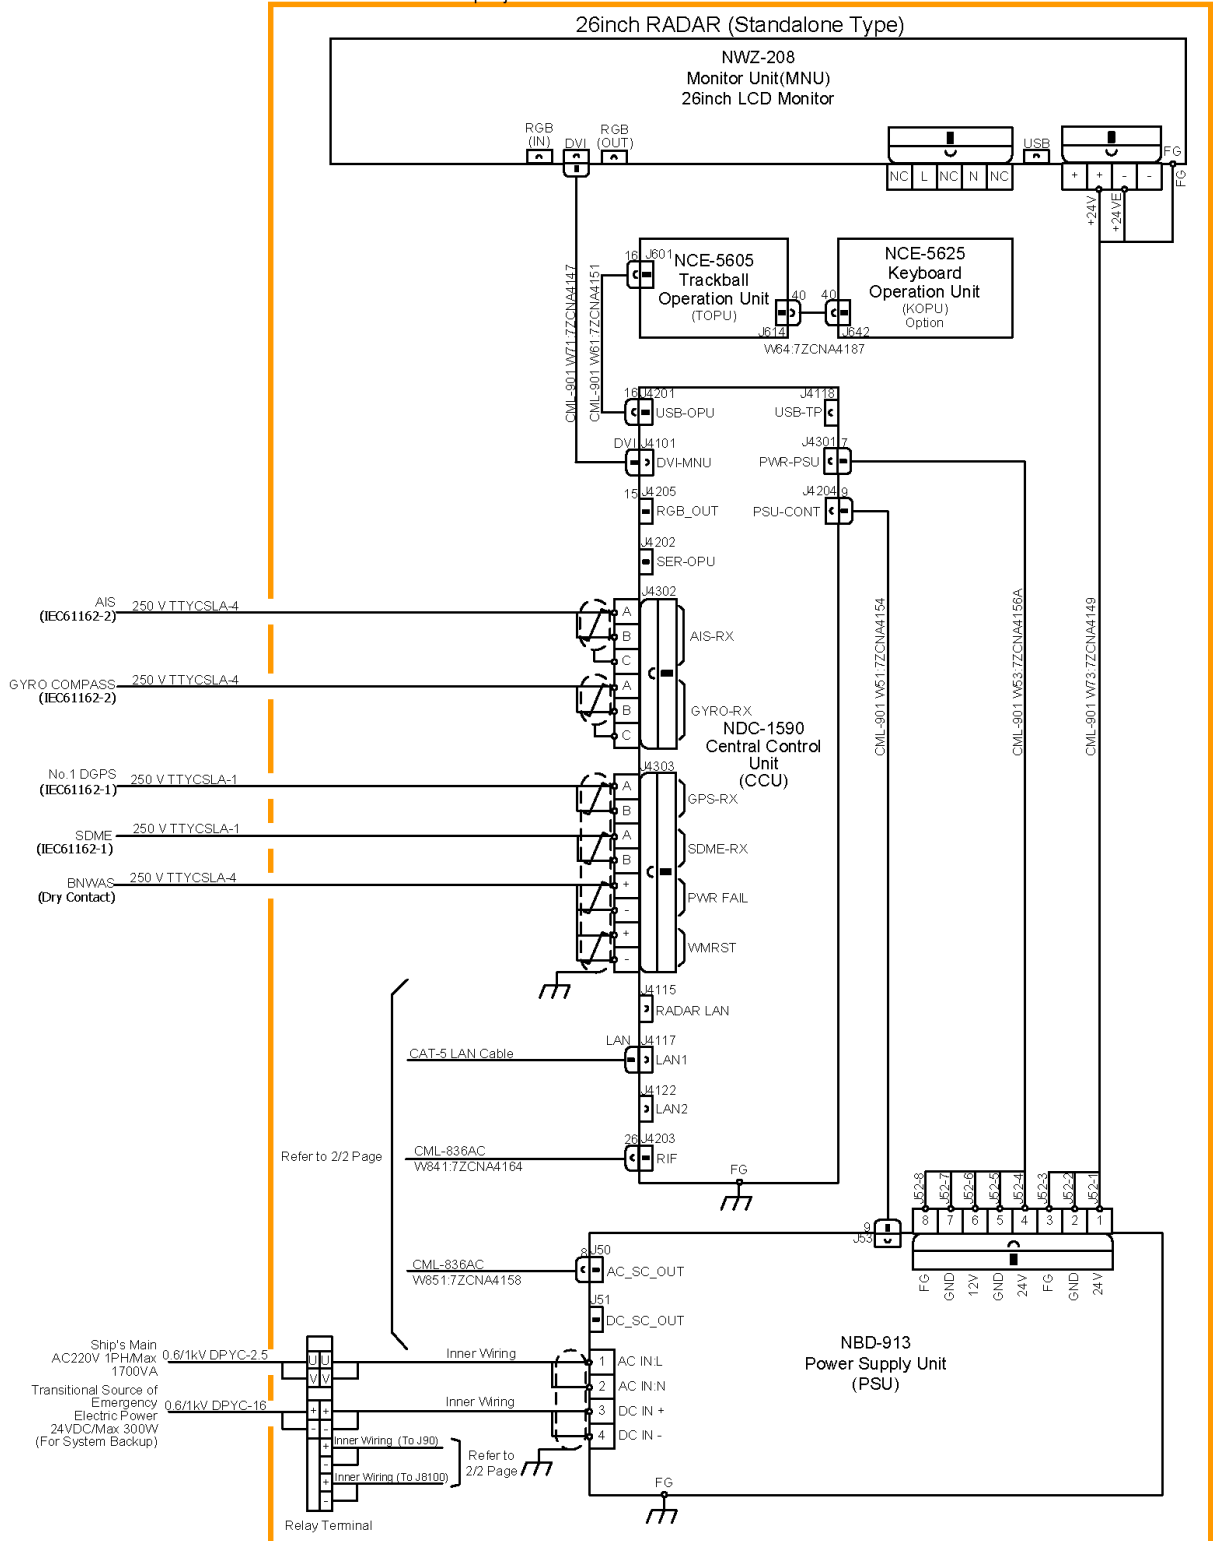 26inch RADAR (Standalone Type)
NWZ-208
Monitor Unit(MNU)
26inch LCD Monitor
RGB
(IN)
DVI
RGB
(OUT)
USB
FG
NC L NC N NC
+ + - -
FG
+24V
+24VE
CML-901 W71:7ZCNA4147
CML-901 W61:7ZCNA4151
16 J601
NCE-5605
Trackball
Operation Unit
(TOPU)
40
J614
40
NCE-5625
Keyboard
Operation Unit
(KOPU)
Option
J642
W64:7ZCNA4187
16 J4201
USB-OPU
J4118
USB-TP
DVI J4101
DVI-MNU
J4301 7
PWR-PSU
15 J4205
RGB_OUT
J4204 9
PSU-CONT
J4202
SER-OPU
AIS
(IEC61162-2)
250 V TTYCSLA-4
J4302
A
B
C
AIS-RX
GYRO COMPASS
(IEC61162-2)
250 V TTYCSLA-4
A
B
C
GYRO-RX
NDC-1590
Central Control
Unit
(CCU)
CML-901 W51:7ZCNA4154
CML-901 W53:7ZCNA4156A
CML-901 W73:7ZCNA4149
No.1 DGPS
(IEC61162-1)
250 V TTYCSLA-1
J4303
A
B
GPS-RX
SDME
(IEC61162-1)
250 V TTYCSLA-1
A
B
SDME-RX
BNWAS
(Dry Contact)
250 V TTYCSLA-4
+
-
PWR FAIL
+
-
WMRST
J4115
RADAR LAN
CAT-5 LAN Cable
LAN J4117
LAN1
J4122
LAN2
Refer to 2/2 Page
CML-836AC
W841:7ZCNA4164
26 J4203
RIF
FG
J52-8
J52-7
J52-6
J52-5
J52-4
J52-3
J52-2
J52-1
8 7 6 5 4 3 2 1
9
J53
FG
GND
12V
GND
24V
FG
GND
24V
CML-836AC
W851:7ZCNA4158
8 J50
AC_SC_OUT
J51
DC_SC_OUT
NBD-913
Power Supply Unit
(PSU)
Ship's Main
AC220V 1PH/Max
1700VA
0.6/1kV DPYC-2.5
U U
V V
Inner Wiring
1 AC IN:L
2 AC IN:N
Transitional Source of
Emergency
Electric Power
24VDC/Max 300W
(For System Backup)
0.6/1kV DPYC-16
+ +
- -
Inner Wiring
3 DC IN +
4 DC IN -
+
-
Inner Wiring (To J90)
+
-
Inner Wiring (To J8100)
Refer to
2/2 Page
FG
Relay Terminal